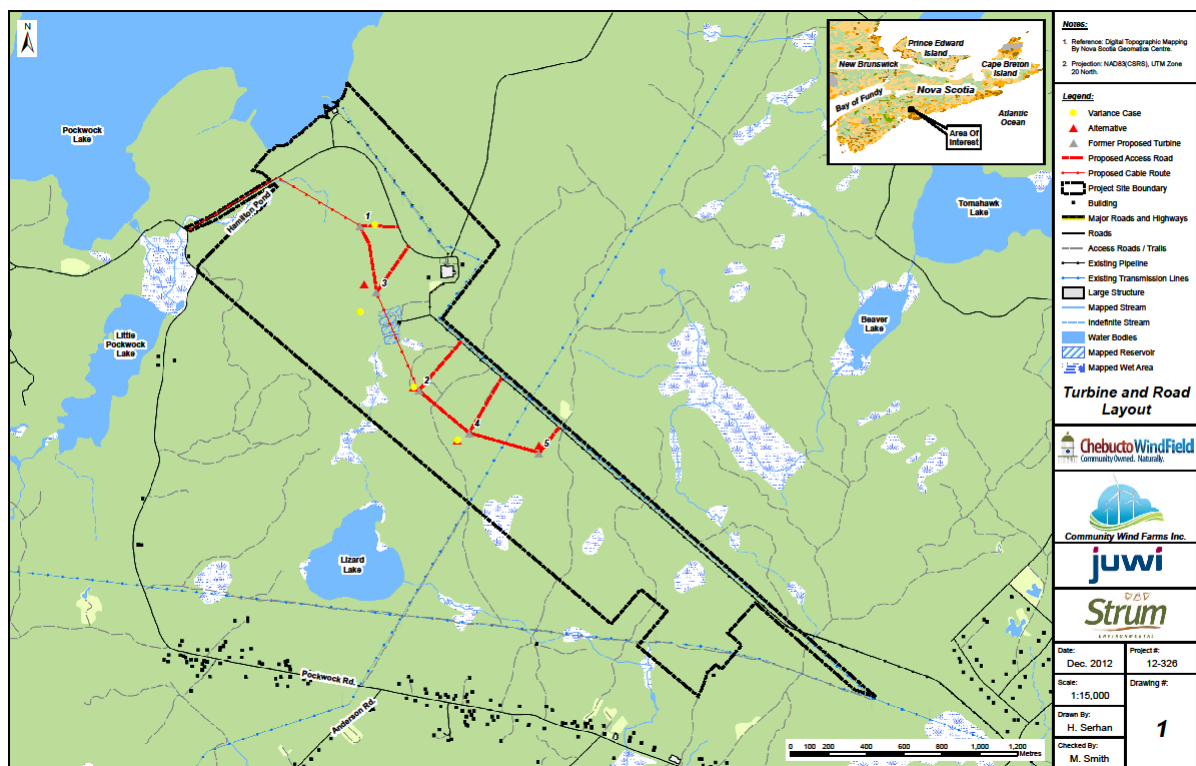 N
Pockwock
Lake
Hamilton Pond
Little
Pockwock
Lake
Lizard
Lake
Tomahawk
Lake
Beaver
Lake
Pockwock Rd.
Anderson Rd.
1
3
2
4
5
Prince Edward
Island
New Brunswick
Cape Breton
Island
Nova Scotia
Bay of Fundy
Atlantic
Ocean
Area Of
Interest
0 100 200 400 600 800 1,000 1,200
Metres
Notes:
1. Reference: Digital Topographic Mapping
By Nova Scotia Geomatics Centre.
2. Projection: NAD83(CSRS), UTM Zone
20 North.
Legend:
Variance Case
Alternative
Former Proposed Turbine
Proposed Access Road
Proposed Cable Route
Project Site Boundary
Building
Major Roads and Highways
Roads
Access Roads / Trails
Existing Pipeline
Existing Transmission Lines
Large Structure
Mapped Stream
Indefinite Stream
Water Bodies
Mapped Reservoir
Mapped Wet Area
Turbine and Road
Layout
Chebucto WindField
Community Owned. Naturally.
Community Wind Farms Inc.
juwi
Strum
ENVIRONMENTAL
Date:
Dec. 2012
Project #:
12-326
Scale:
1:15,000
Drawing #:
1
Drawn By:
H. Serhan
Checked By:
M. Smith